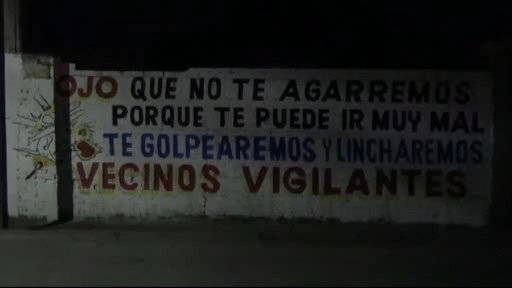 OJO QUE NO TE AGARREMOS
PORQUE TE PUEDE IR MUY MAL
TE GOLPEAREMOS Y LINCHAREMOS
VECINOS VIGILANTES